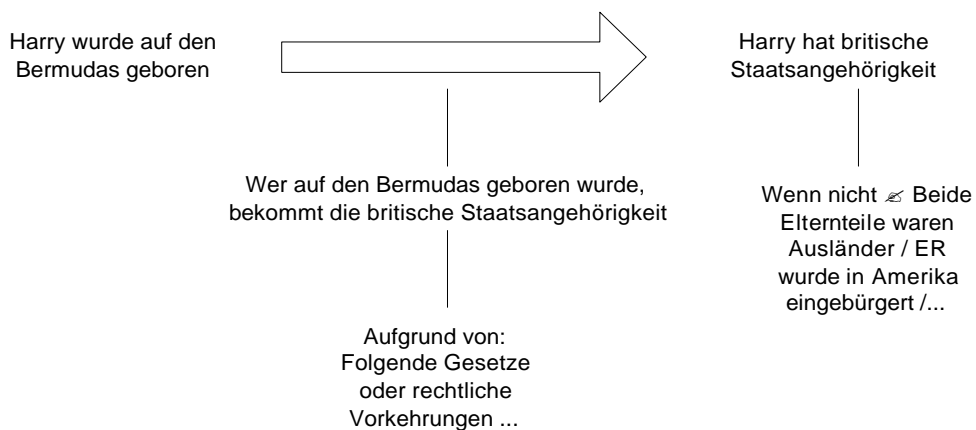 Harry wurde auf den
Bermudas geboren
Harry hat britische
Staatsangehörigkeit
Wer auf den Bermudas geboren wurde,
bekommt die britische Staatsangehörigkeit
Wenn nicht ✍ Beide
Elternteile waren
Ausländer / ER
wurde in Amerika
eingebürgert /...
Aufgrund von:
Folgende Gesetze
oder rechtliche
Vorkehrungen ...